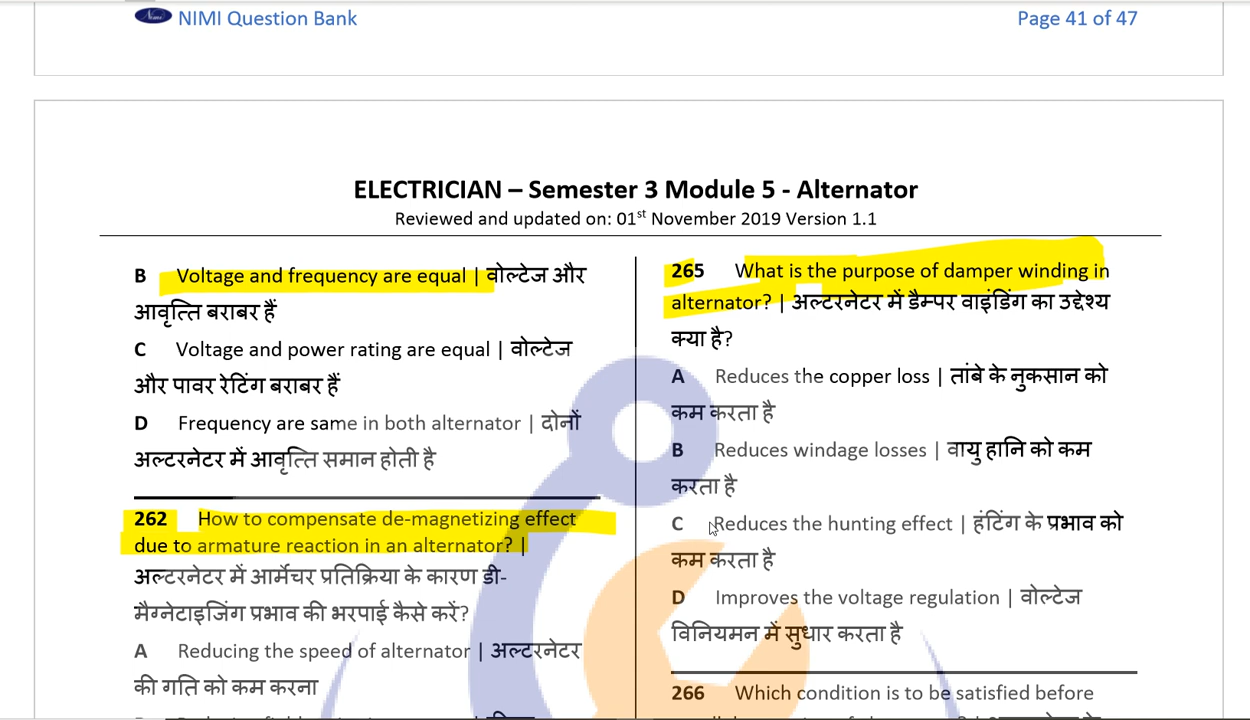 NIMI Question Bank
Page 41 of 47
ELECTRICIAN – Semester 3 Module 5 - Alternator
Reviewed and updated on: 01st November 2019 Version 1.1
B Voltage and frequency are equal | वोल्टेज और
आवृत्ति बराबर हैं
C Voltage and power rating are equal | वोल्टेज
और पावर रेटिंग बराबर हैं
D Frequency are same in both alternator | दोनों
अल्टरनेटर में आवृत्ति समान होती है
262 How to compensate de-magnetizing effect
due to armature reaction in an alternator? |
अल्टरनेटर में आर्मेचर प्रतिक्रिया के कारण डी-
मैग्नेटाइजिंग प्रभाव की भरपाई कैसे करें?
A Reducing the speed of alternator | अल्टरनेटर
की गति को कम करना
265 What is the purpose of damper winding in
alternator? | अल्टरनेटर में डैम्पर वाइंडिंग का उद्देश्य
क्या है?
A Reduces the copper loss | तांबे के नुकसान को
कम करता है
B Reduces windage losses | वायु हानि को कम
करता है
C Reduces the hunting effect | हंटिंग के प्रभाव को
कम करता है
D Improves the voltage regulation | वोल्टेज
विनियमन में सुधार करता है
266 Which condition is to be satisfied before